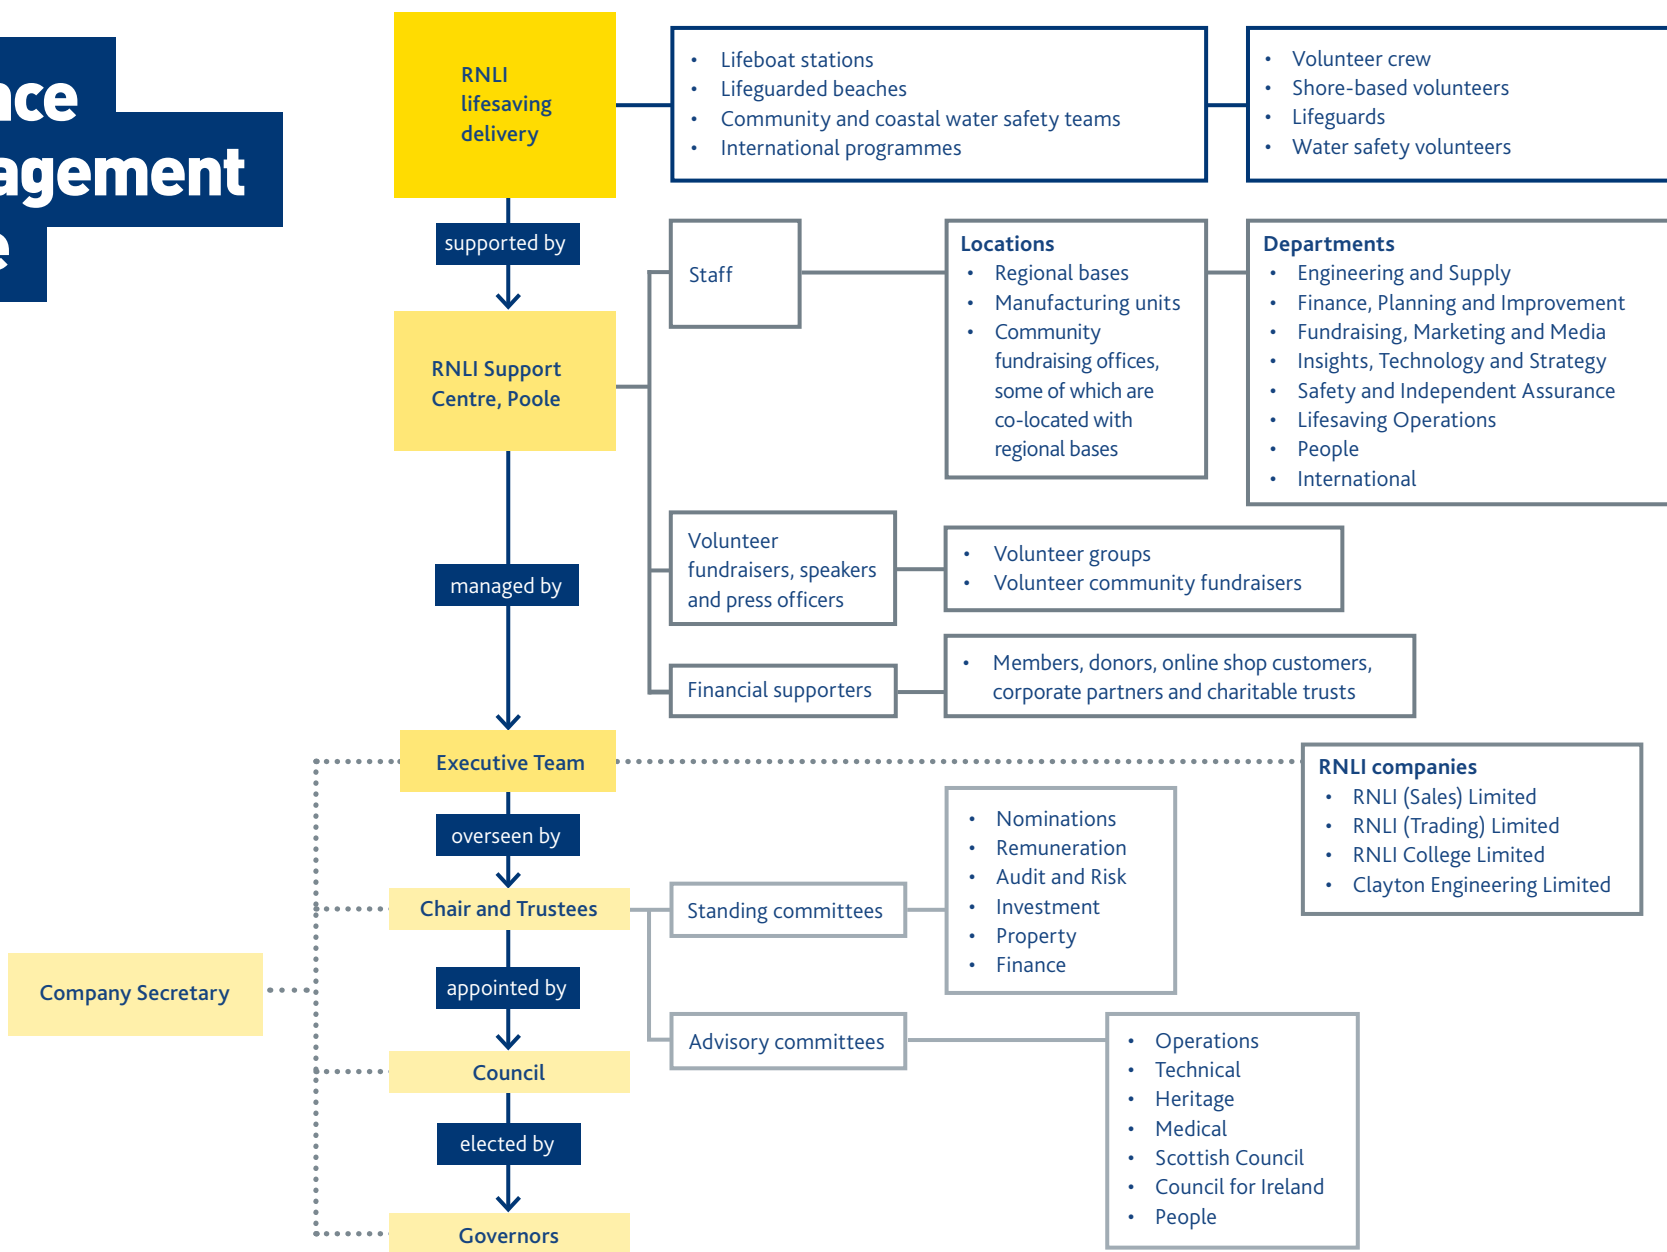 RNLI
lifesaving
delivery
• Lifeboat stations
• Lifeguarded beaches
• Community and coastal water safety teams
• International programmes
• Volunteer crew
• Shore-based volunteers
• Lifeguards
• Water safety volunteers
supported by
RNLI Support
Centre, Poole
Staff
Locations
• Regional bases
• Manufacturing units
• Community
fundraising offices,
some of which are
co-located with
regional bases
Departments
• Engineering and Supply
• Finance, Planning and Improvement
• Fundraising, Marketing and Media
• Insights, Technology and Strategy
• Safety and Independent Assurance
• Lifesaving Operations
• People
• International
Volunteer
fundraisers, speakers
and press officers
• Volunteer groups
• Volunteer community fundraisers
Financial supporters
• Members, donors, online shop customers,
corporate partners and charitable trusts
managed by
Executive Team
RNLI companies
• RNLI (Sales) Limited
• RNLI (Trading) Limited
• RNLI College Limited
• Clayton Engineering Limited
overseen by
Chair and Trustees
Standing committees
• Nominations
• Remuneration
• Audit and Risk
• Investment
• Property
• Finance
Advisory committees
• Operations
• Technical
• Heritage
• Medical
• Scottish Council
• Council for Ireland
• People
Company Secretary
appointed by
Council
elected by
Governors